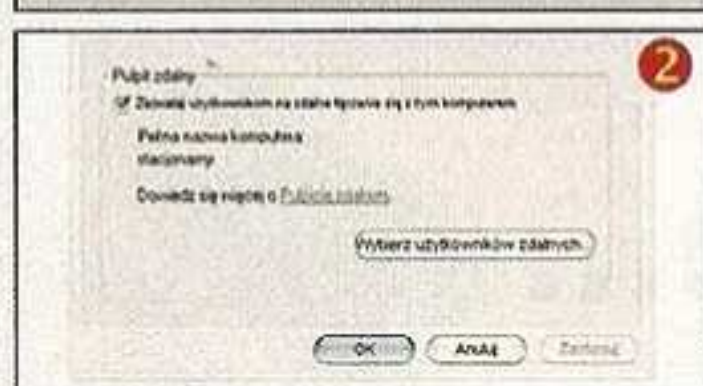 2
Pulpit zdalny
Zezwalaj użytkownikom na zdalne łączenie się z tym komputerem
Pełna nazwa komputera:
stacjonarny
Dowiedz się więcej o Pulpicie zdalnym.
Wybierz użytkowników zdalnych...
OK
Anuluj
Zastosuj